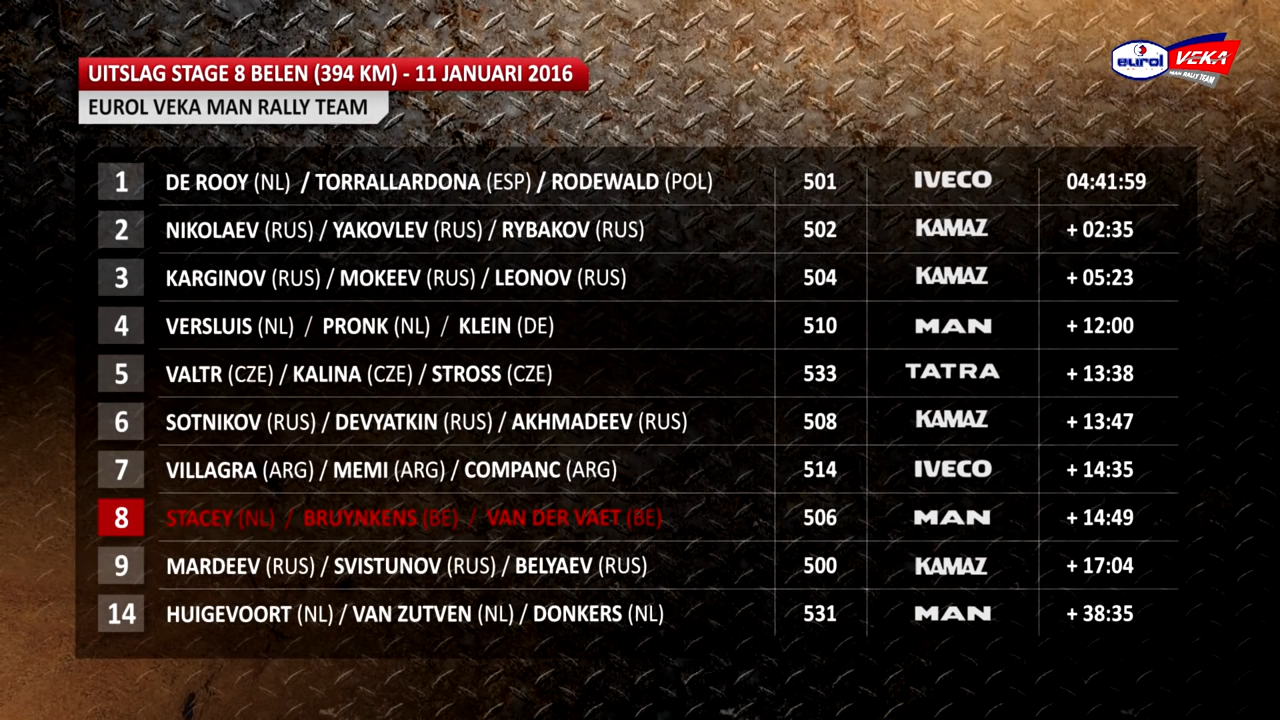 UITSLAG STAGE 8 BELEN (394 KM) - 11 JANUARI 2016
EUROL VEKA MAN RALLY TEAM
eurol VEKA
MAN RALLY TEAM
1 DE ROOY (NL) / TORRALLARDONA (ESP) / RODEWALD (POL) 501 IVECO 04:41:59
2 NIKOLAEV (RUS) / YAKOVLEV (RUS) / RYBAKOV (RUS) 502 KAMAZ + 02:35
3 KARGINOV (RUS) / MOKEEV (RUS) / LEONOV (RUS) 504 KAMAZ + 05:23
4 VERSLUIS (NL) / PRONK (NL) / KLEIN (DE) 510 MAN + 12:00
5 VALTR (CZE) / KALINA (CZE) / STROSS (CZE) 533 TATRA + 13:38
6 SOTNIKOV (RUS) / DEVYATKIN (RUS) / AKHMADEEV (RUS) 508 KAMAZ + 13:47
7 VILLAGRA (ARG) / MEMI (ARG) / COMPANC (ARG) 514 IVECO + 14:35
8 STACEY (NL) / BRUYNKENS (BE) / VAN DER VAET (BE) 506 MAN + 14:49
9 MARDEEV (RUS) / SVISTUNOV (RUS) / BELYAEV (RUS) 500 KAMAZ + 17:04
14 HUIGEVOORT (NL) / VAN ZUTVEN (NL) / DONKERS (NL) 531 MAN + 38:35